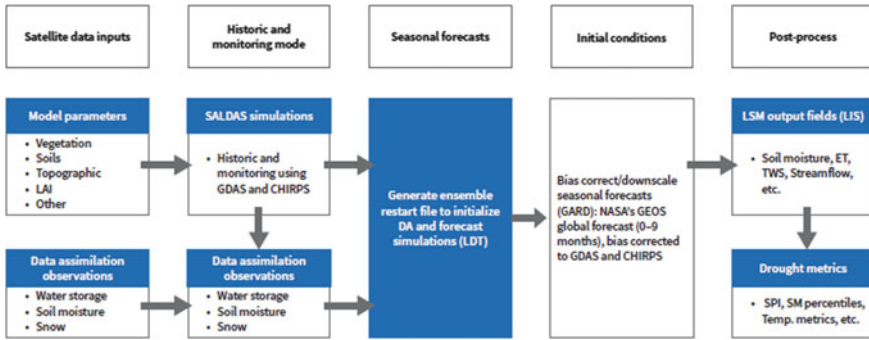 Satellite data inputs
Historic and
monitoring mode
Seasonal forecasts
Initial conditions
Post-process
Model parameters
• Vegetation
• Soils
• Topographic
• LAI
• Other
SALDAS simulations
• Historic and
monitoring using
GDAS and CHIRPS
Generate ensemble
restart file to initialize
DA and forecast
simulations (LDT)
Bias correct/downscale
seasonal forecasts
(GARD): NASA's GEOS
global forecast (0–9
months), bias corrected
to GDAS and CHIRPS
LSM output fields (LIS)
• Soil moisture, ET,
TWS, Streamflow,
etc.
Data assimilation
observations
• Water storage
• Soil moisture
• Snow
Data assimilation
observations
• Water storage
• Soil moisture
• Snow
Drought metrics
• SPI, SM percentiles,
Temp. metrics, etc.